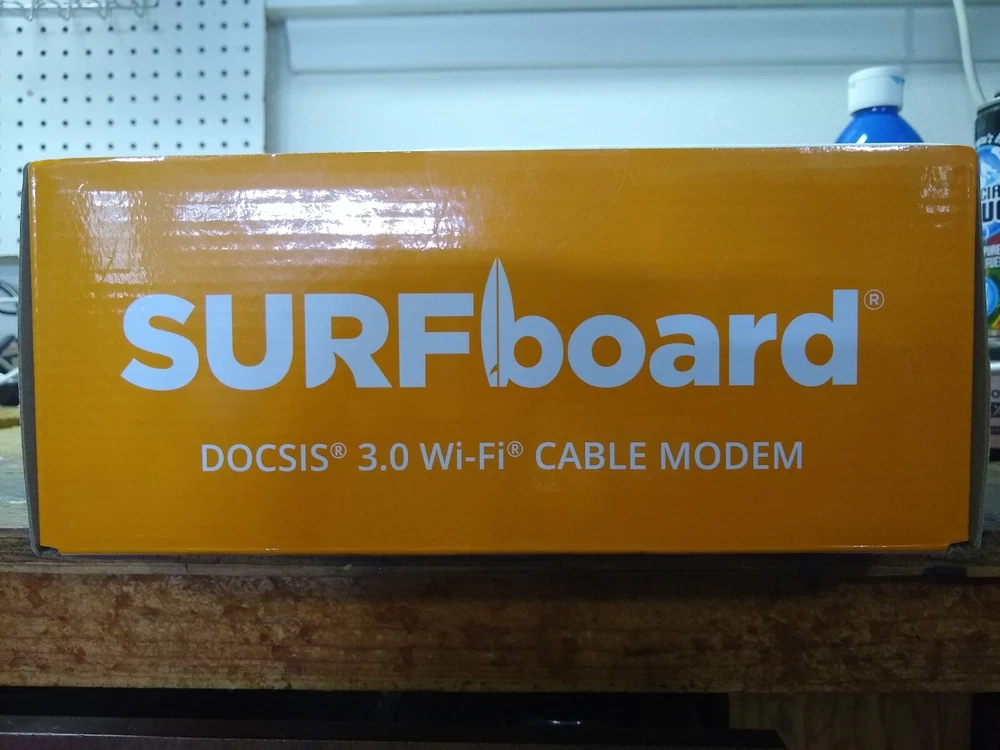 SURFboard®
DOCSIS® 3.0 Wi-Fi® CABLE MODEM